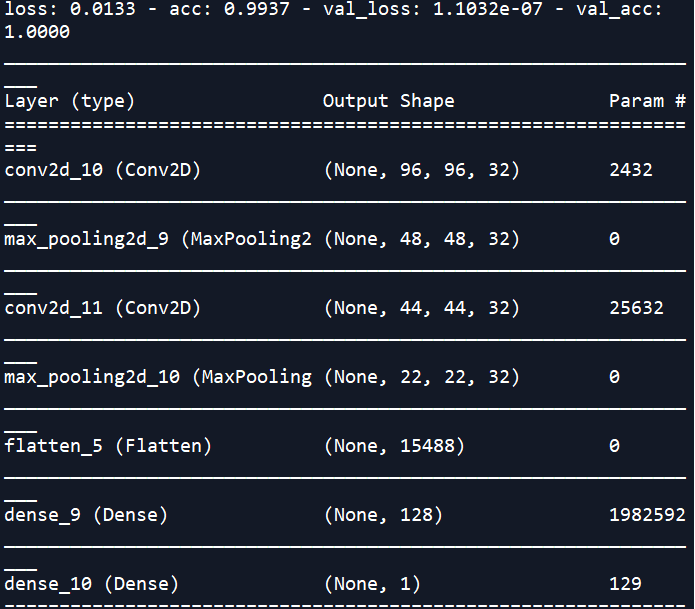 loss: 0.0133 - acc: 0.9937 - val_loss: 1.1032e-07 - val_acc:
1.0000
_________________________________________________________________
___
Layer (type)                 Output Shape              Param #
=================================================================
===
conv2d_10 (Conv2D)           (None, 96, 96, 32)        2432
_________________________________________________________________
___
max_pooling2d_9 (MaxPooling2 (None, 48, 48, 32)        0
_________________________________________________________________
___
conv2d_11 (Conv2D)           (None, 44, 44, 32)        25632
_________________________________________________________________
___
max_pooling2d_10 (MaxPooling (None, 22, 22, 32)        0
_________________________________________________________________
___
flatten_5 (Flatten)          (None, 15488)             0
_________________________________________________________________
___
dense_9 (Dense)              (None, 128)               1982592
_________________________________________________________________
___
dense_10 (Dense)             (None, 1)                 129
=================================================================